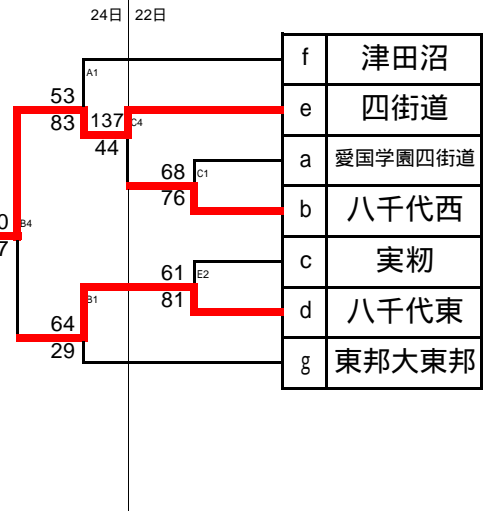 24日 22日
f 津田沼
A1
53
e 四街道
83 137 C4
44
a 愛国学園四街道
68 C1
76
b 八千代西
0 B4
7
c 実籾
61 E2
B1 81
d 八千代東
64
29
g 東邦大東邦